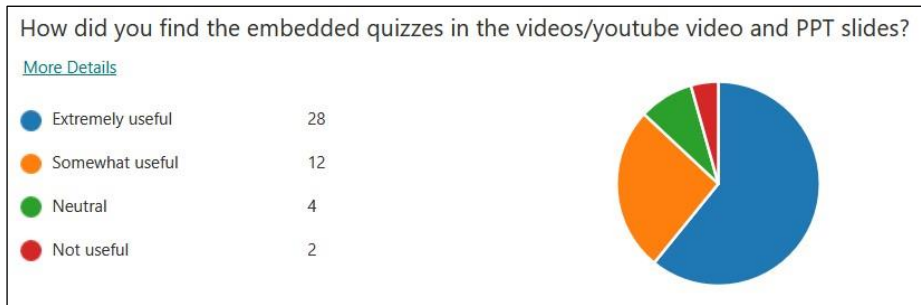 How did you find the embedded quizzes in the videos/youtube video and PPT slides?
More Details
Extremely useful 28
Somewhat useful 12
Neutral 4
Not useful 2